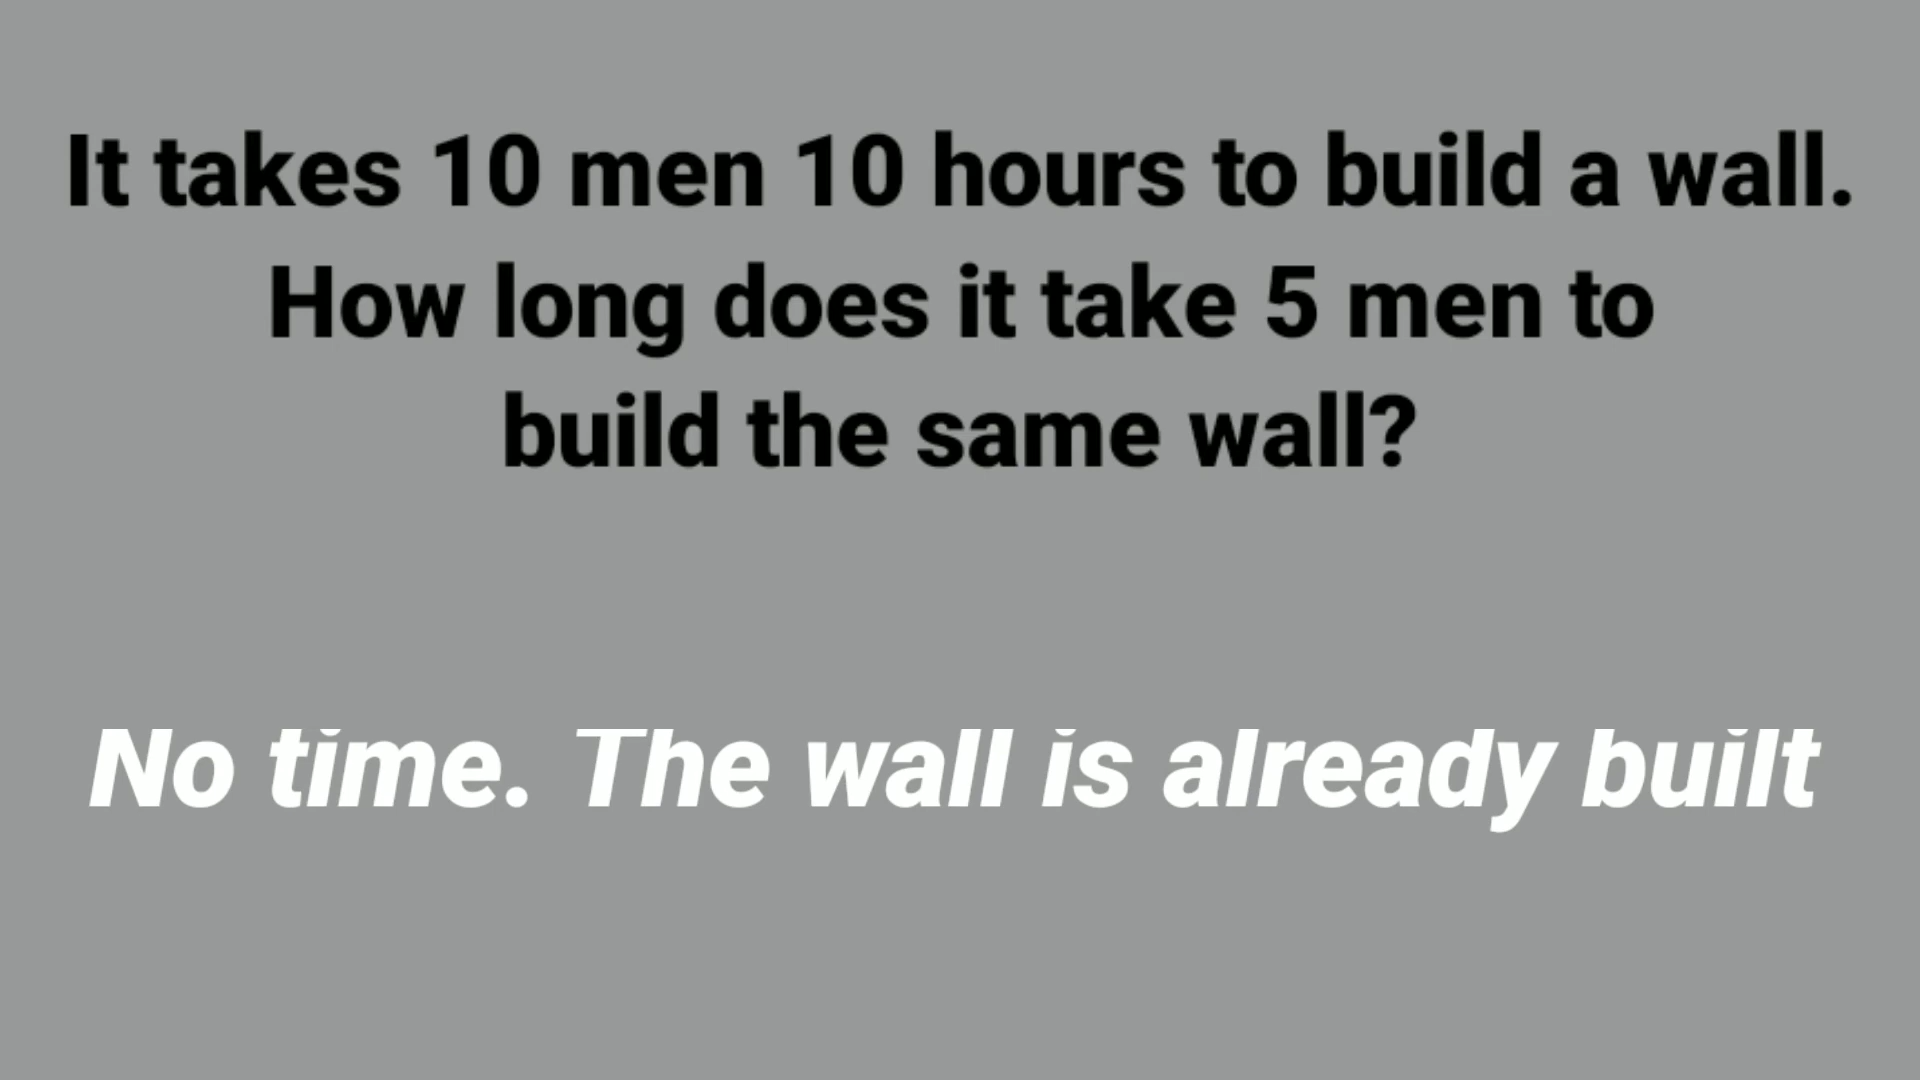 It takes 10 men 10 hours to build a wall.
How long does it take 5 men to
build the same wall?
No time. The wall is already built